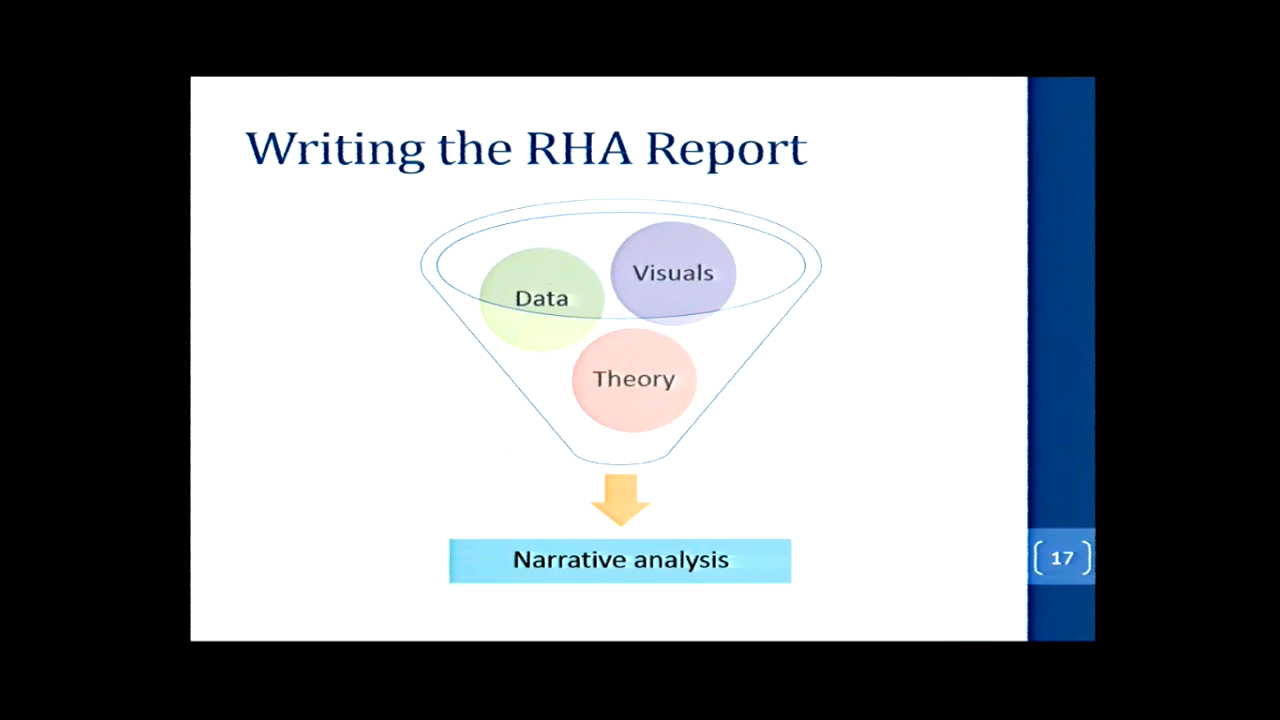 Writing the RHA Report
Visuals
Data
Theory
Narrative analysis
17